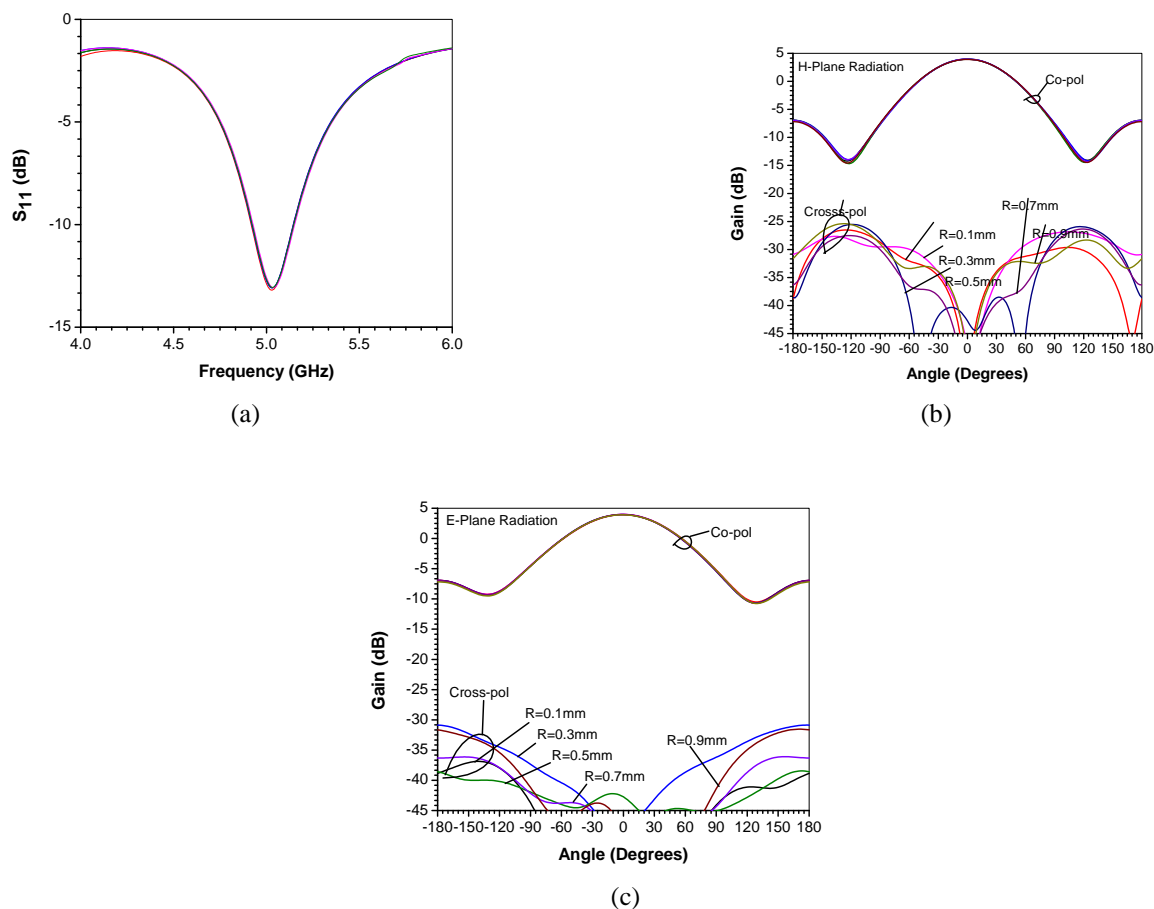 0
-5
-10
-15
4.0 4.5 5.0 5.5 6.0
S11 (dB)
Frequency (GHz)
(a)
H-Plane Radiation
Co-pol
Crosss-pol
R=0.7mm
R=0.1mm
R=0.9mm
R=0.3mm
R=0.5mm
5
0
-5
-10
-15
-20
-25
-30
-35
-40
-45
-180 -150 -120 -90 -60 -30 0 30 60 90 120 150 180
Gain (dB)
Angle (Degrees)
(b)
E-Plane Radiation
Co-pol
Cross-pol
R=0.1mm
R=0.3mm
R=0.9mm
R=0.5mm
R=0.7mm
5
0
-5
-10
-15
-20
-25
-30
-35
-40
-45
-180 -150 -120 -90 -60 -30 0 30 60 90 120 150 180
Gain (dB)
Angle (Degrees)
(c)